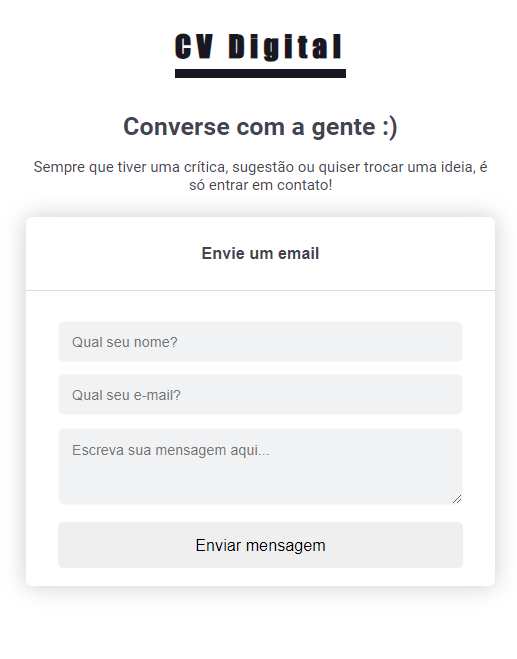 CV Digital
Converse com a gente :)
Sempre que tiver uma crítica, sugestão ou quiser trocar uma ideia, é
só entrar em contato!
Envie um email
Qual seu nome?
Qual seu e-mail?
Escreva sua mensagem aqui...
Enviar mensagem